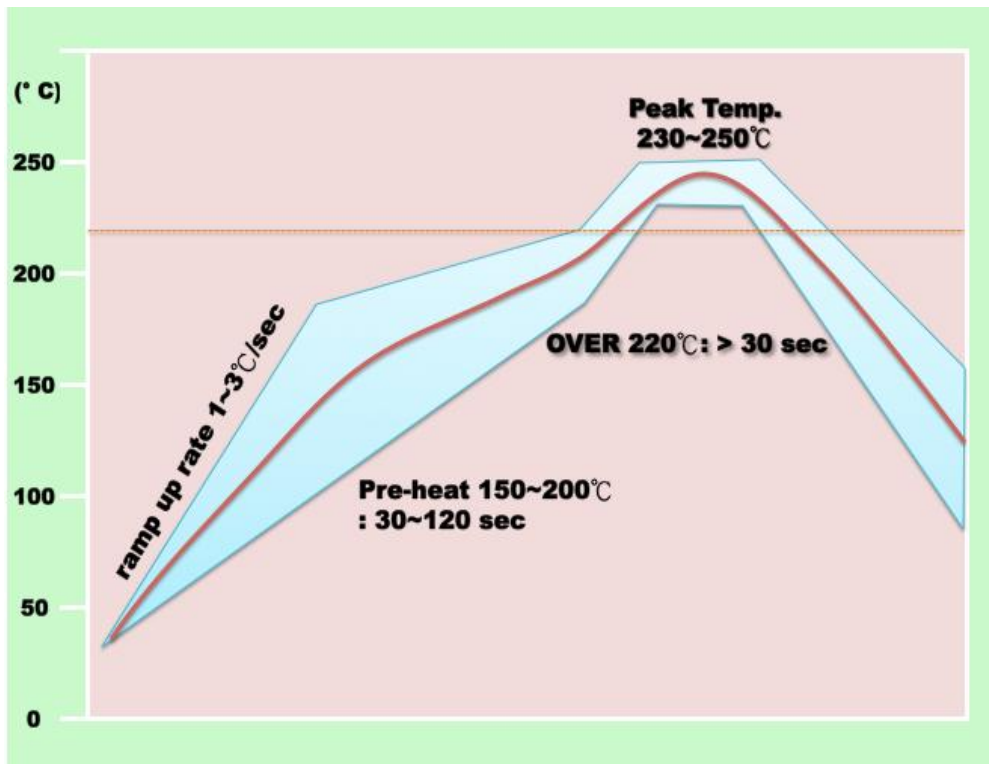 (° C)
250
200
150
100
50
0
Peak Temp.
230~250℃
ramp up rate 1~3℃/sec
OVER 220℃: > 30 sec
Pre-heat 150~200℃
: 30~120 sec